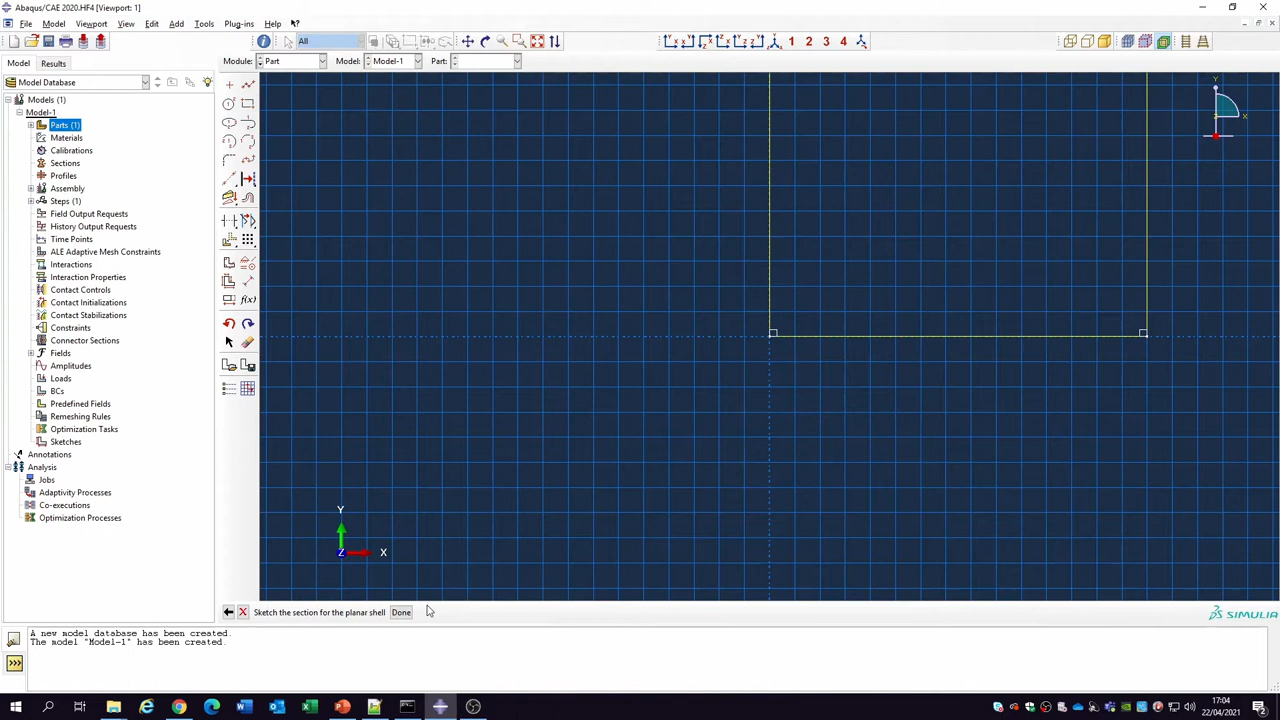 Abaqus/CAE 2020.HF4 [Viewport: 1]
File Model Viewport View Edit Add Tools Plug-ins Help
All
1 2 3 4
Model Results
Module: Part Model: Model-1 Part:
Model Database
Models (1)
Model-1
Parts (1)
Materials
Calibrations
Sections
Profiles
Assembly
Steps (1)
Field Output Requests
History Output Requests
Time Points
ALE Adaptive Mesh Constraints
Interactions
Interaction Properties
Contact Controls
Contact Initializations
Contact Stabilizations
Constraints
Connector Sections
Fields
Amplitudes
Loads
BCs
Predefined Fields
Remeshing Rules
Optimization Tasks
Sketches
Annotations
Analysis
Jobs
Adaptivity Processes
Co-executions
Optimization Processes
f(x)
Y
X
Y
Z X
Sketch the section for the planar shell Done
SIMULIA
A new model database has been created.
The model "Model-1" has been created.
>>>
17:04
22/04/2021